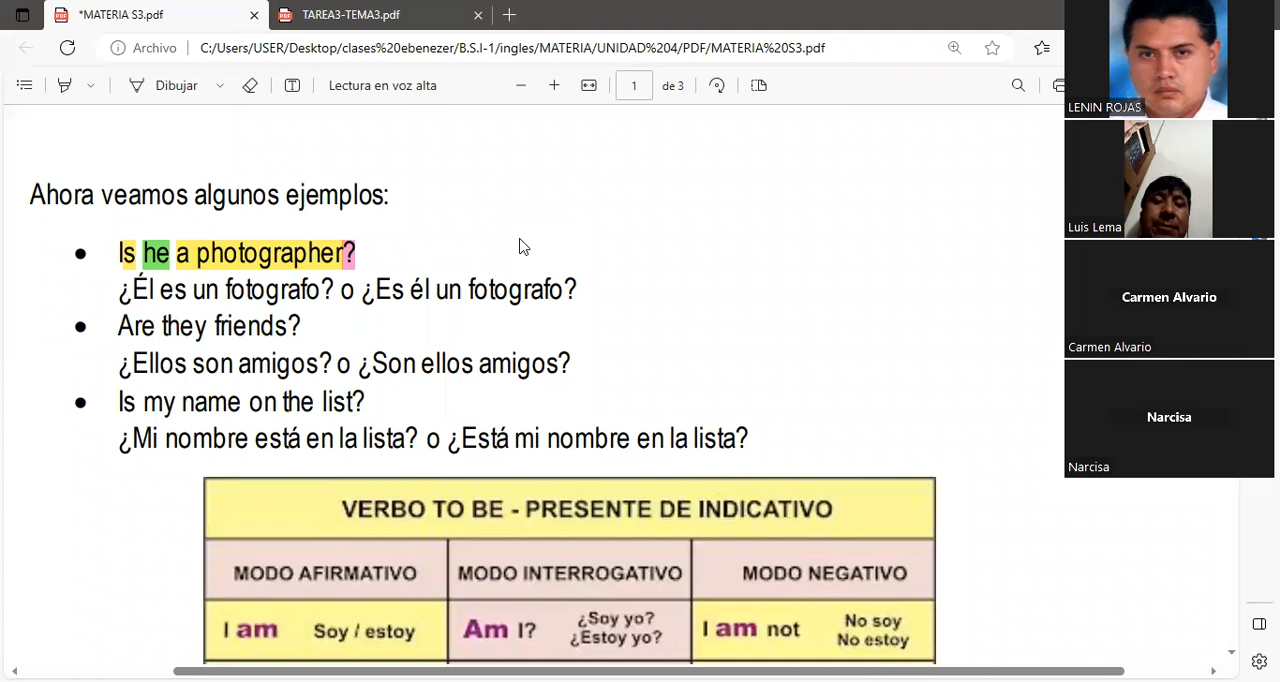 *MATERIA S3.pdf
TAREA3-TEMA3.pdf
Archivo
C:/Users/USER/Desktop/clases%20ebenezer/B.S.I-1/ingles/MATERIA/UNIDAD%204/PDF/MATERIA%20S3.pdf
Dibujar
Lectura en voz alta
1
de 3
Ahora veamos algunos ejemplos:
• Is he a photographer?
¿Él es un fotografo? o ¿Es él un fotografo?
• Are they friends?
¿Ellos son amigos? o ¿Son ellos amigos?
• Is my name on the list?
¿Mi nombre está en la lista? o ¿Está mi nombre en la lista?
VERBO TO BE - PRESENTE DE INDICATIVO
MODO AFIRMATIVO
MODO INTERROGATIVO
MODO NEGATIVO
I am
Soy / estoy
Am I?
¿Soy yo?
¿Estoy yo?
I am not
No soy
No estoy
LENIN ROJAS
Luis Lema
Carmen Alvario
Carmen Alvario
Narcisa
Narcisa